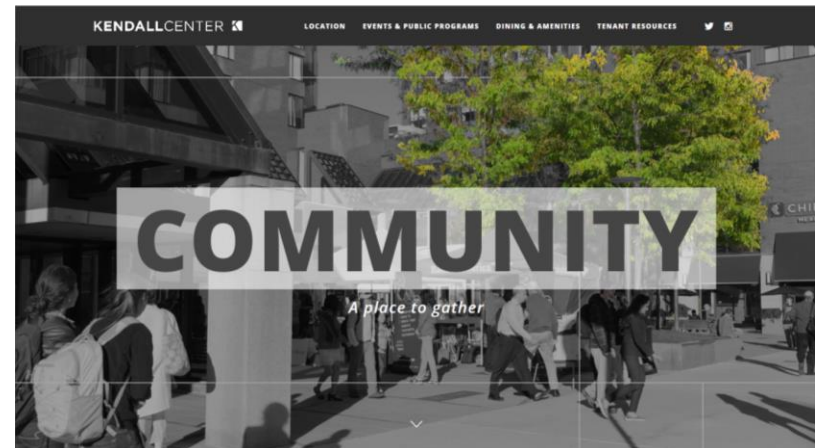 KENDALLCENTER
LOCATION EVENTS & PUBLIC PROGRAMS DINING & AMENITIES TENANT RESOURCES
COMMUNITY
A place to gather